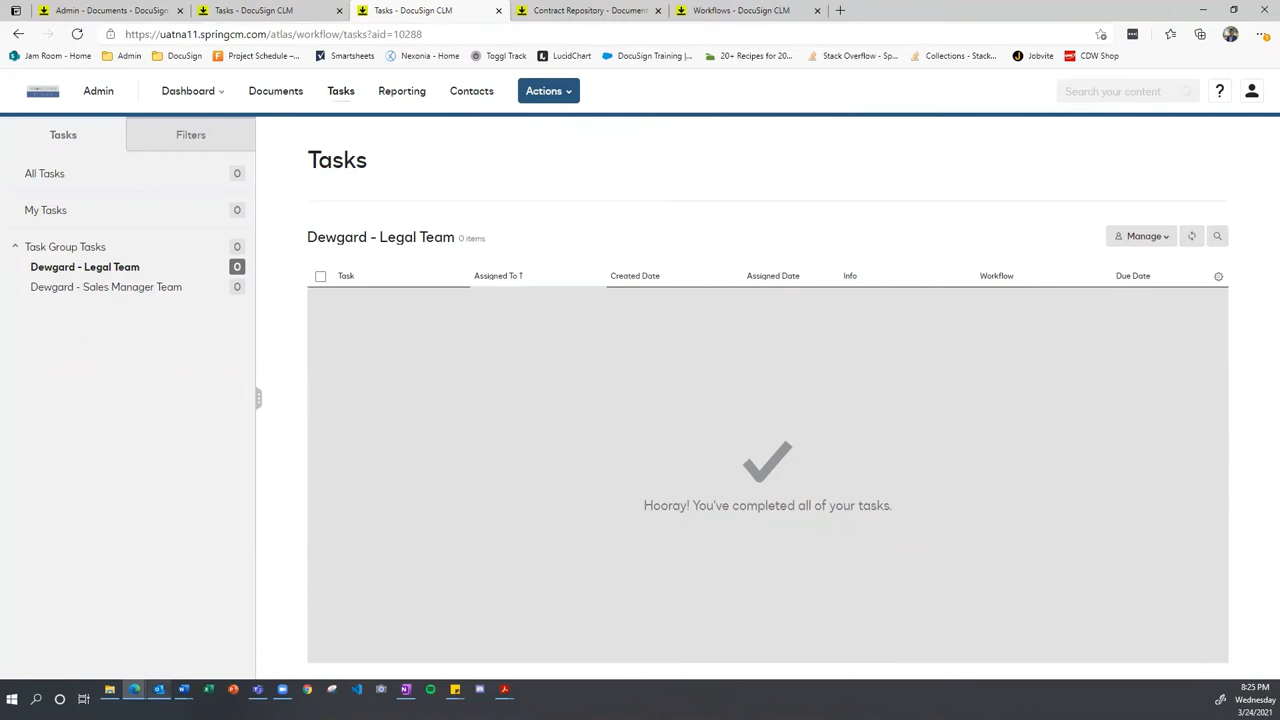 Admin - Documents - DocuSign
Tasks - DocuSign CLM
Tasks - DocuSign CLM
Contract Repository - Document
Workflows - DocuSign CLM
https://uatna11.springcm.com/atlas/workflow/tasks?aid=10288
Jam Room - Home
Admin
DocuSign
Project Schedule -...
Smartsheets
Nexonia - Home
Toggl Track
LucidChart
DocuSign Training |...
20+ Recipes for 20...
Stack Overflow - Sp...
Collections - Stack...
Jobvite
CDW Shop
Admin
Dashboard
Documents
Tasks
Reporting
Contacts
Actions
Search your content
?
Tasks
Filters
All Tasks 0
My Tasks 0
Task Group Tasks 0
Dewgard - Legal Team 0
Dewgard - Sales Manager Team 0
Tasks
Dewgard - Legal Team 0 items
Manage
Task
Assigned To ↑
Created Date
Assigned Date
Info
Workflow
Due Date
Hooray! You've completed all of your tasks.
8:25 PM
Wednesday
3/24/2021